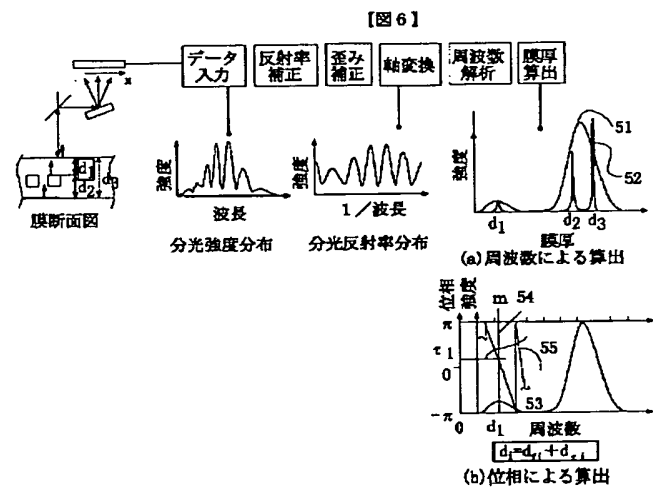 【図6】
データ
入力
反射率
補正
歪み
補正
軸変換
周波数
解析
膜厚
算出
x
d1
d2
d3
膜断面図
強度
波長
分光強度分布
強度
1/波長
分光反射率分布
51
52
強度
d1
d2
d3
膜厚
(a)周波数による算出
位相
強度
m
54
π
τ1
0
55
-π
53
0
d1
周波数
(b)位相による算出